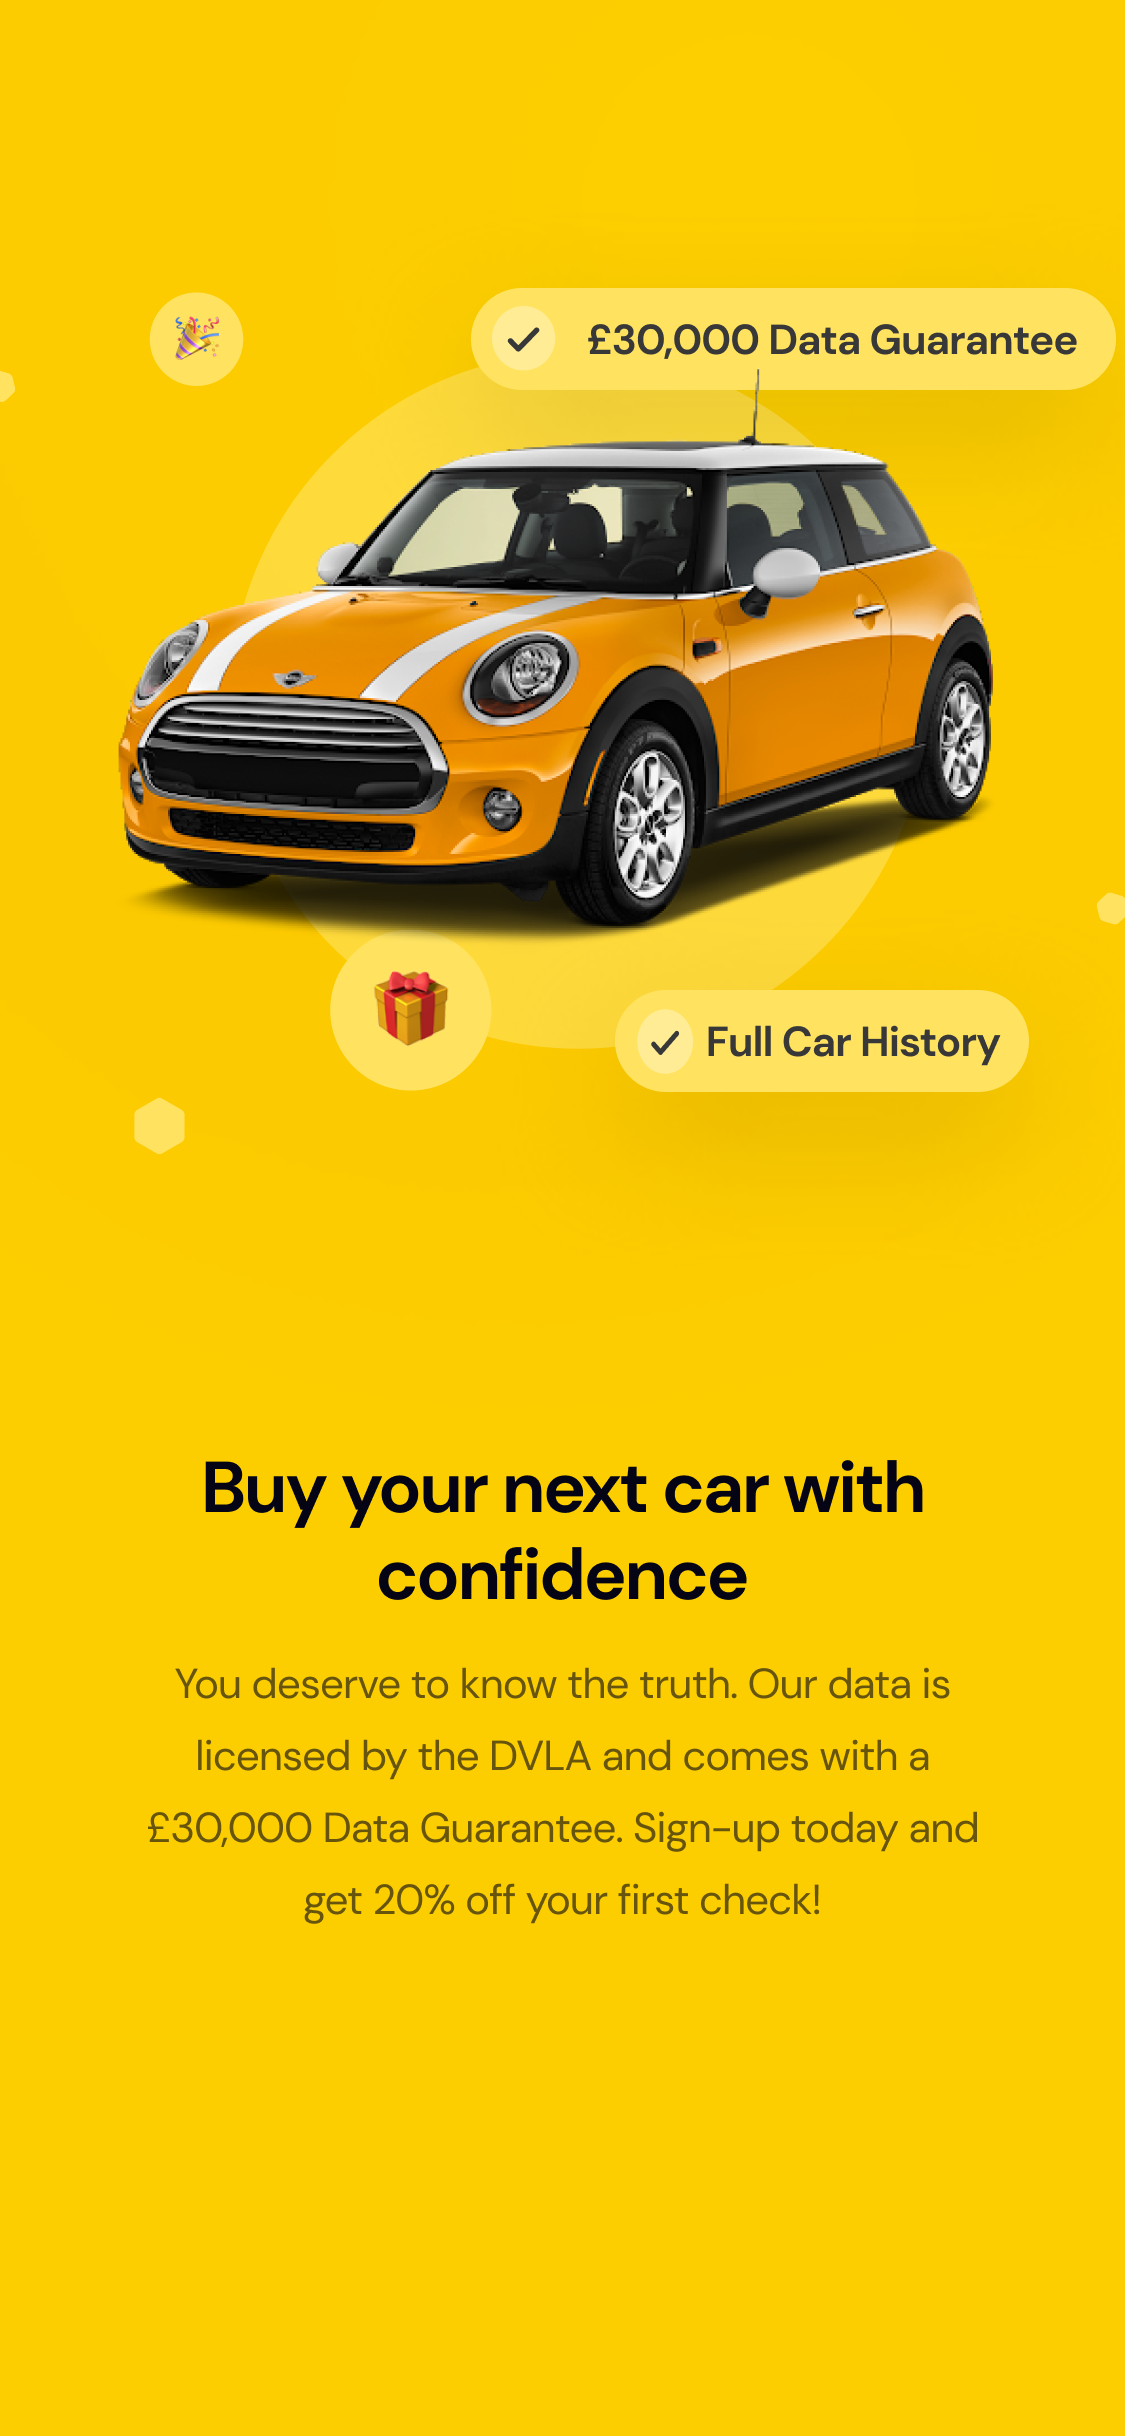 £30,000 Data Guarantee
Full Car History
Buy your next car with
confidence
You deserve to know the truth. Our data is
licensed by the DVLA and comes with a
£30,000 Data Guarantee. Sign-up today and
get 20% off your first check!